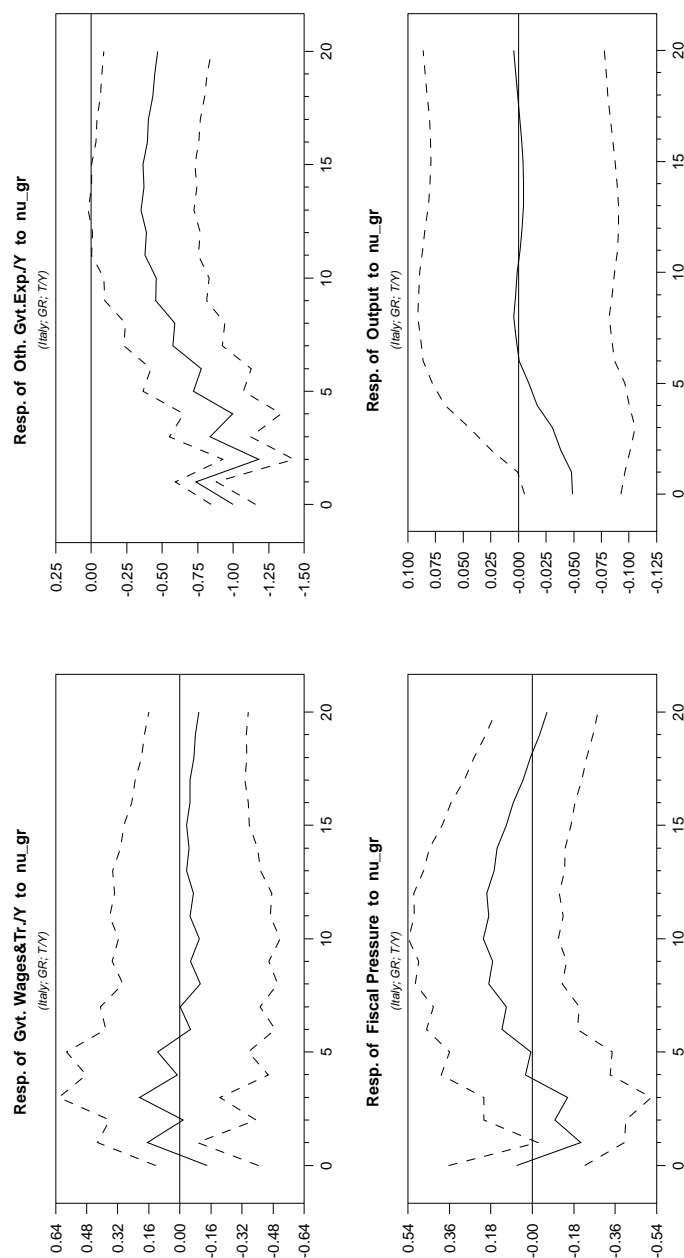 Resp. of Gvt. Wages&Tr./Y to nu_gr
(Italy; GR; T/Y)
0.64
0.48
0.32
0.16
0.00
-0.16
-0.32
-0.48
-0.64
0 5 10 15 20
Resp. of Oth. Gvt.Exp./Y to nu_gr
(Italy; GR; T/Y)
0.25
0.00
-0.25
-0.50
-0.75
-1.00
-1.25
-1.50
0 5 10 15 20
Resp. of Fiscal Pressure to nu_gr
(Italy; GR; T/Y)
0.54
0.36
0.18
-0.00
-0.18
-0.36
-0.54
0 5 10 15 20
Resp. of Output to nu_gr
(Italy; GR; T/Y)
0.100
0.075
0.050
0.025
-0.000
-0.025
-0.050
-0.075
-0.100
-0.125
0 5 10 15 20